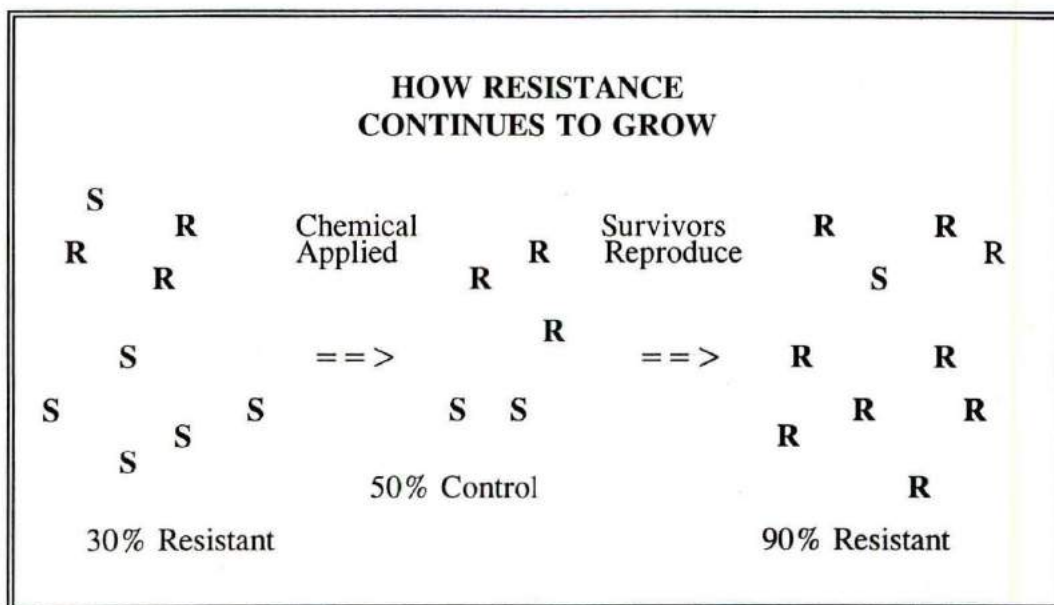 HOW RESISTANCE
CONTINUES TO GROW
S
R Chemical Survivors R R
R Applied R Reproduce R
R R S
R
S ==> ==> R R
S S S S R R
S R
S
50% Control R
30% Resistant 90% Resistant